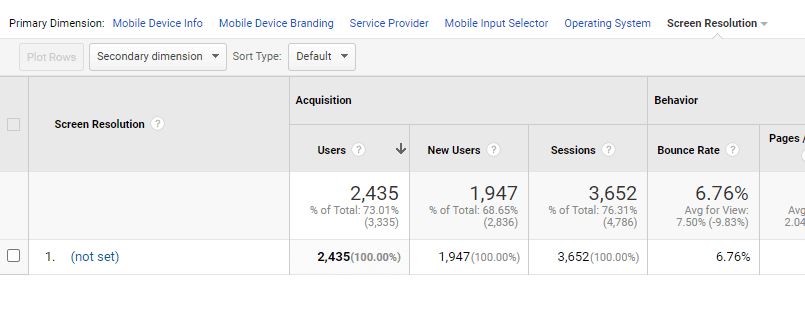 Primary Dimension: Mobile Device Info Mobile Device Branding Service Provider Mobile Input Selector Operating System Screen Resolution
Plot Rows Secondary dimension Sort Type: Default
Acquisition Behavior
Screen Resolution ? Users ? New Users ? Sessions ? Bounce Rate ? Pages /
2,435 1,947 3,652 6.76%
% of Total: 73.01% % of Total: 68.65% % of Total: 76.31% Avg for View: Avg
(3,335) (2,836) (4,786) 7.50% (-9.83%) 2.04
1. (not set) 2,435(100.00%) 1,947(100.00%) 3,652(100.00%) 6.76%